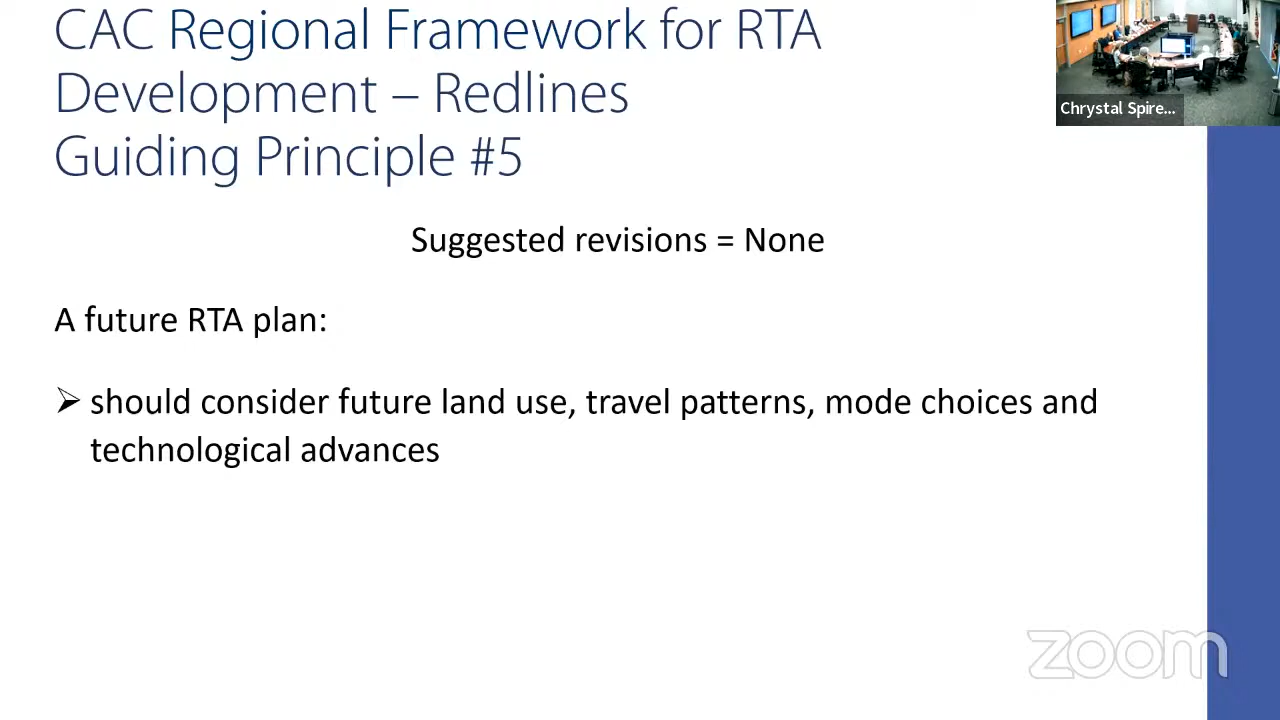 CAC Regional Framework for RTA
Development – Redlines
Guiding Principle #5
Chrystal Spire...
Suggested revisions = None
A future RTA plan:
➢ should consider future land use, travel patterns, mode choices and
technological advances
zoom